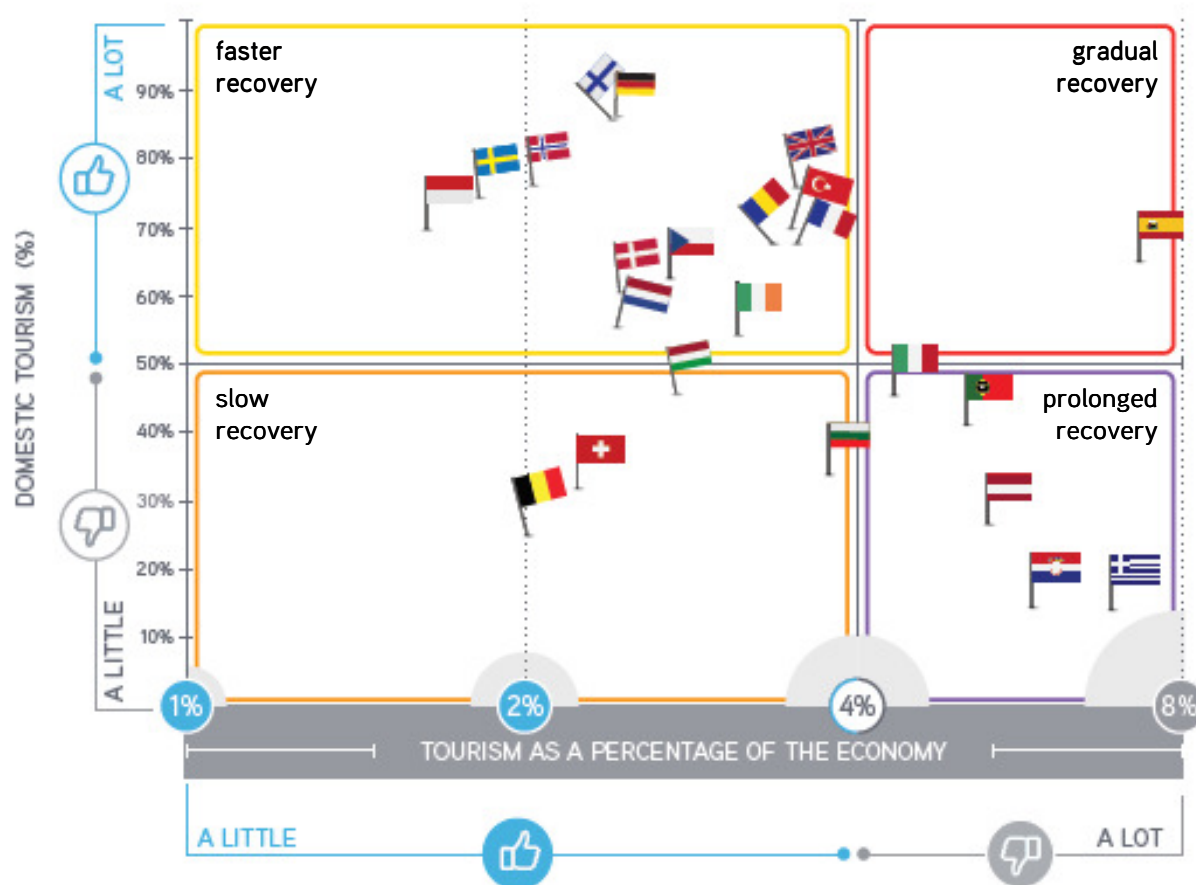 faster
recovery
gradual
recovery
A LOT
90%
80%
70%
60%
50%
DOMESTIC TOURISM (%)
slow
recovery
prolonged
recovery
40%
30%
20%
10%
A LITTLE
1%
2%
4%
8%
TOURISM AS A PERCENTAGE OF THE ECONOMY
A LITTLE
A LOT